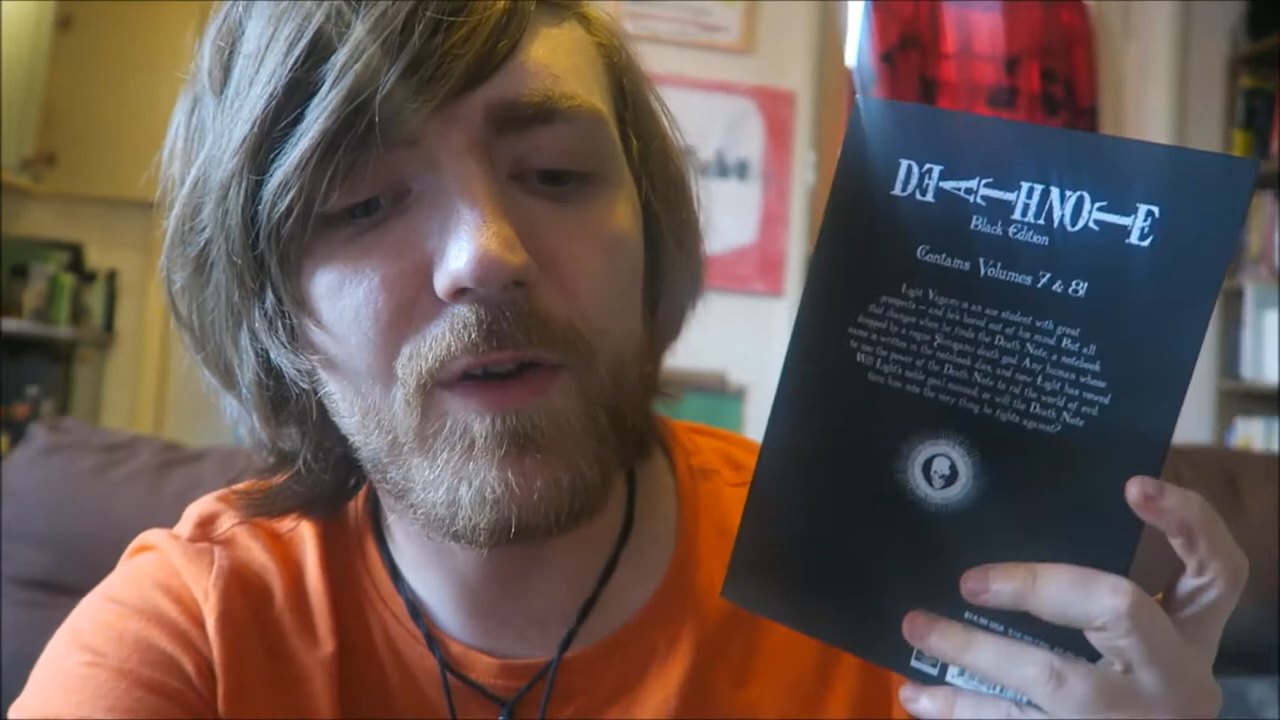 DEATHNOTE
Black Edition
Contains Volumes 7 & 8!
Light Yagami is an ace student with great
prospects – and he's bored out of his mind. But all
that changes when he finds the Death Note, a notebook
dropped by a rogue Shinigami death god. Any human whose
name is written in the notebook dies, and now Light has vowed
to use the power of the Death Note to rid the world of evil.
Will Light's noble goal succeed, or will the Death Note
turn him into the very thing he fights against?